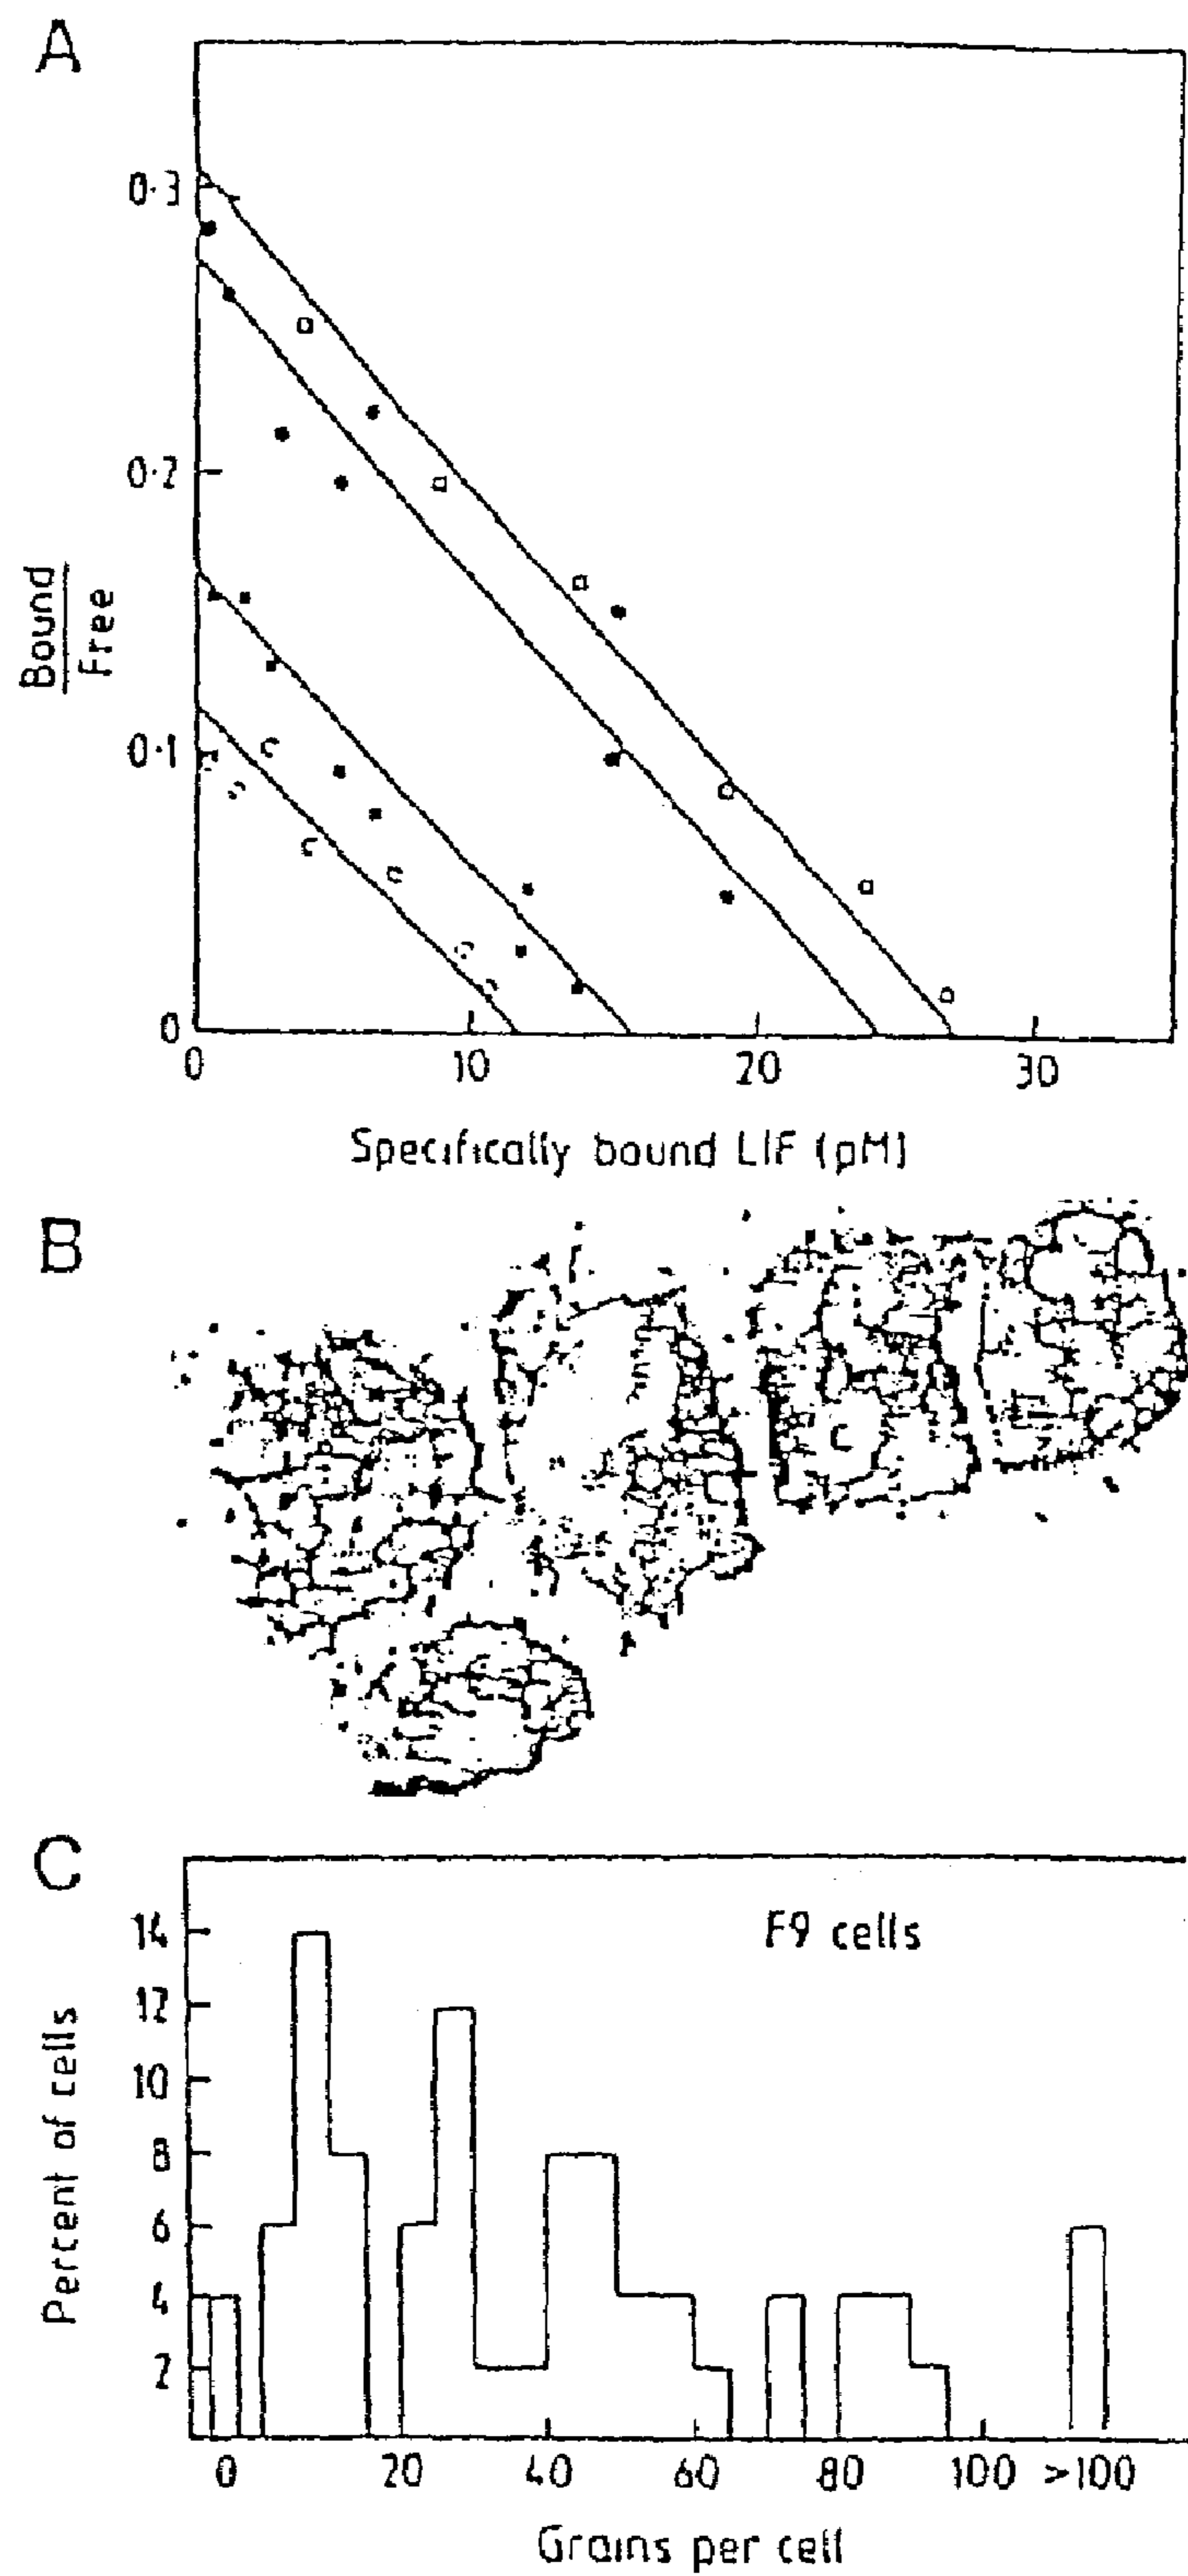 A
0·3
0·2
0·1
0
Bound
Free
0 10 20 30
Specifically bound LIF (pM)
B
C
F9 cells
14
12
10
8
6
4
2
Percent of cells
0 20 40 60 80 100 >100
Grains per cell